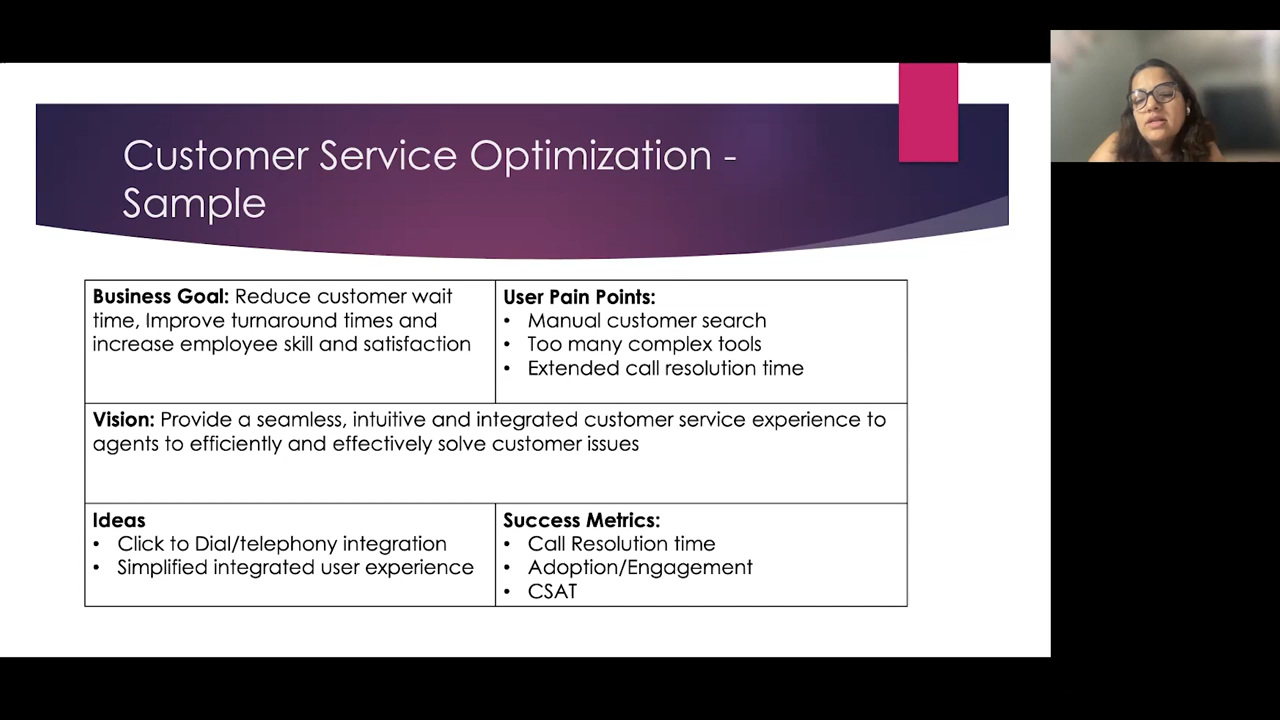 Customer Service Optimization -
Sample
Business Goal: Reduce customer wait
time, Improve turnaround times and
increase employee skill and satisfaction
User Pain Points:
• Manual customer search
• Too many complex tools
• Extended call resolution time
Vision: Provide a seamless, intuitive and integrated customer service experience to
agents to efficiently and effectively solve customer issues
Ideas
• Click to Dial/telephony integration
• Simplified integrated user experience
Success Metrics:
• Call Resolution time
• Adoption/Engagement
• CSAT